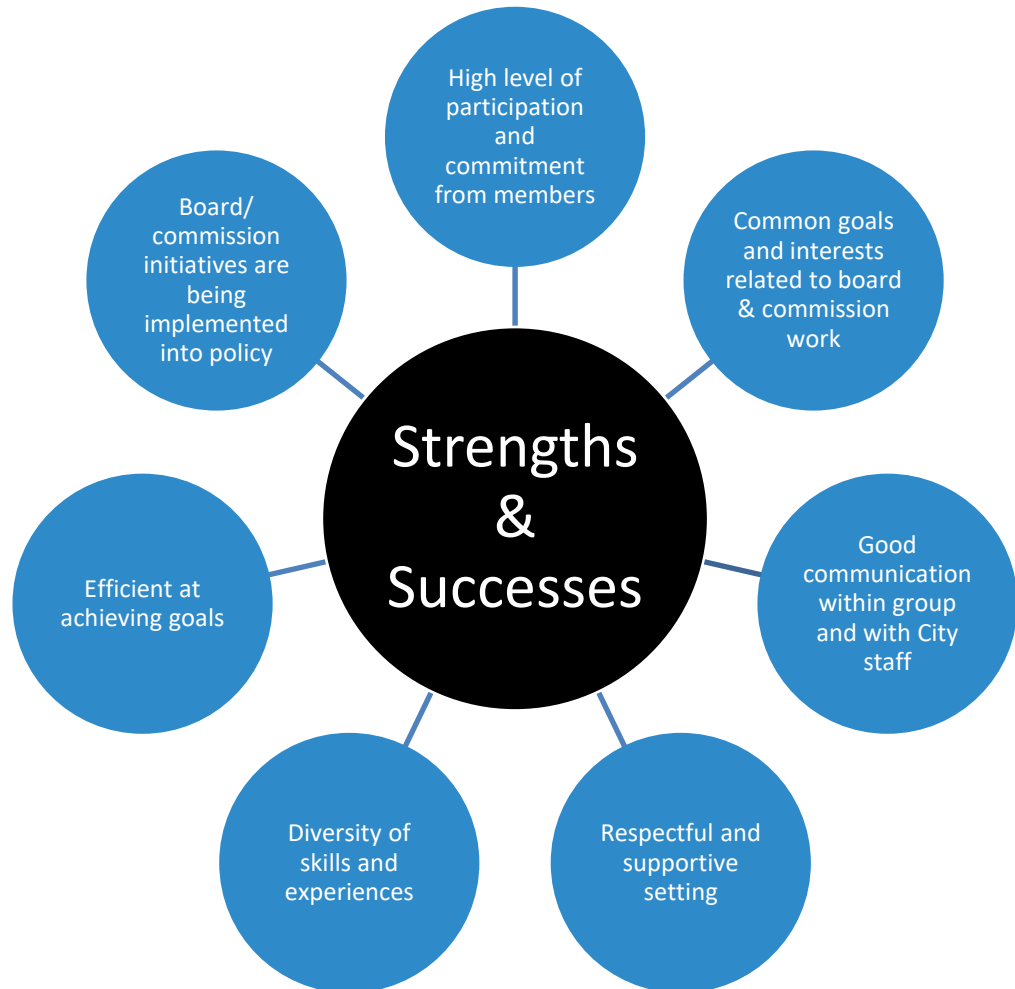 High level of
participation
and
commitment
from members
Common goals
and interests
related to board
& commission
work
Good
communication
within group
and with City
staff
Respectful and
supportive
setting
Diversity of
skills and
experiences
Efficient at
achieving goals
Board/
commission
initiatives are
being
implemented
into policy
Strengths
&
Successes